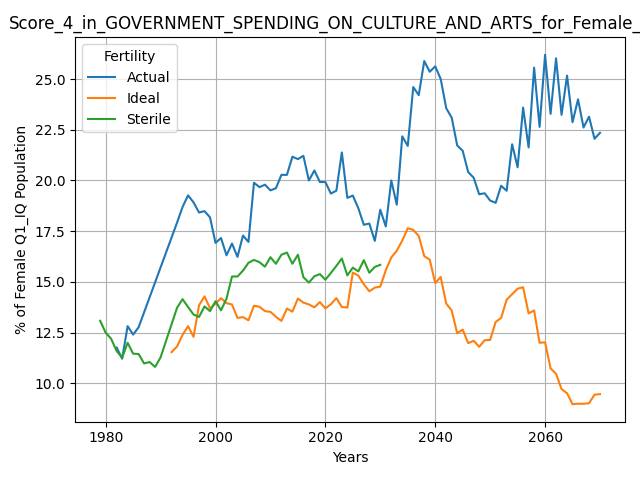 Score_4_in_GOVERNMENT_SPENDING_ON_CULTURE_AND_ARTS_for_Female_
Fertility
Actual
Ideal
Sterile
% of Female Q1_IQ Population
25.0
22.5
20.0
17.5
15.0
12.5
10.0
1980
2000
2020
2040
2060
Years